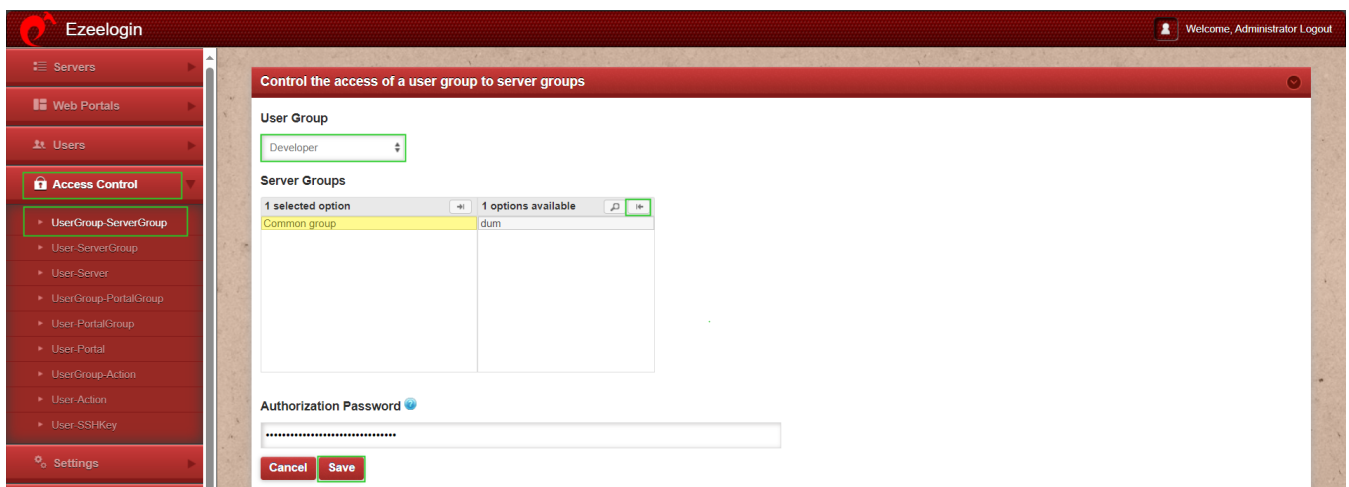 Ezeelogin
Welcome, Administrator Logout
Servers
Web Portals
Users
Access Control
UserGroup-ServerGroup
User-ServerGroup
User-Server
UserGroup-PortalGroup
User-PortalGroup
User-Portal
UserGroup-Action
User-Action
User-SSHKey
Settings
Control the access of a user group to server groups
User Group
Developer
Server Groups
1 selected option 1 options available
Common group dum
Authorization Password
Cancel Save